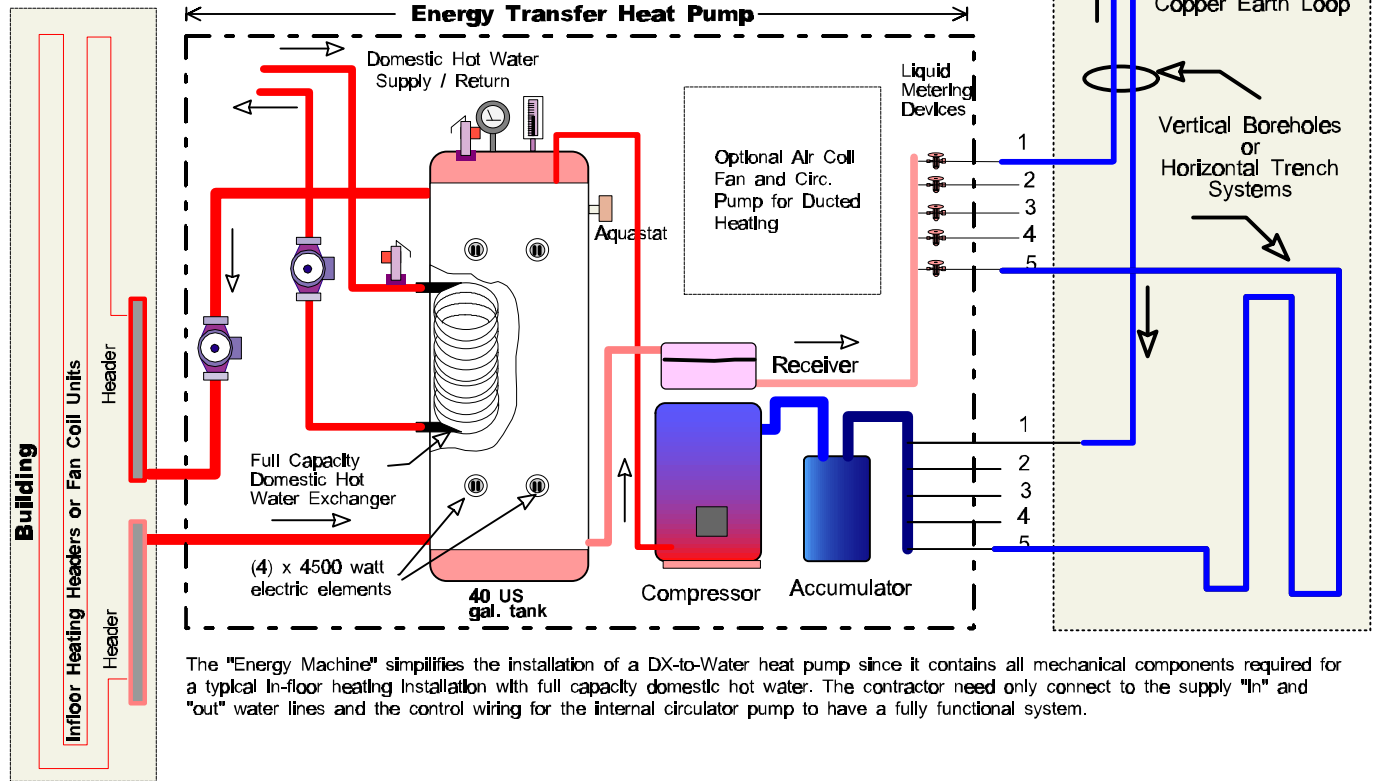 Energy Transfer Heat Pump
Copper Earth Loop
Domestic Hot Water
Supply / Return
Liquid
Metering
Devices
Optional Air Coil
Fan and Circ.
Pump for Ducted
Heating
1
2
3
4
5
Vertical Boreholes
or
Horizontal Trench
Systems
Aquastat
Receiver
Building
Infloor Heating Headers or Fan Coil Units
Header
Header
Full Capacity
Domestic Hot
Water Exchanger
(4) x 4500 watt
electric elements
40 US
gal. tank
Compressor
Accumulator
1
2
3
4
5
The "Energy Machine" simpilifies the installation of a DX-to-Water heat pump since it contains all mechanical components required for
a typical in-floor heating installation with full capacity domestic hot water. The contractor need only connect to the supply "in" and
"out" water lines and the control wiring for the internal circulator pump to have a fully functional system.